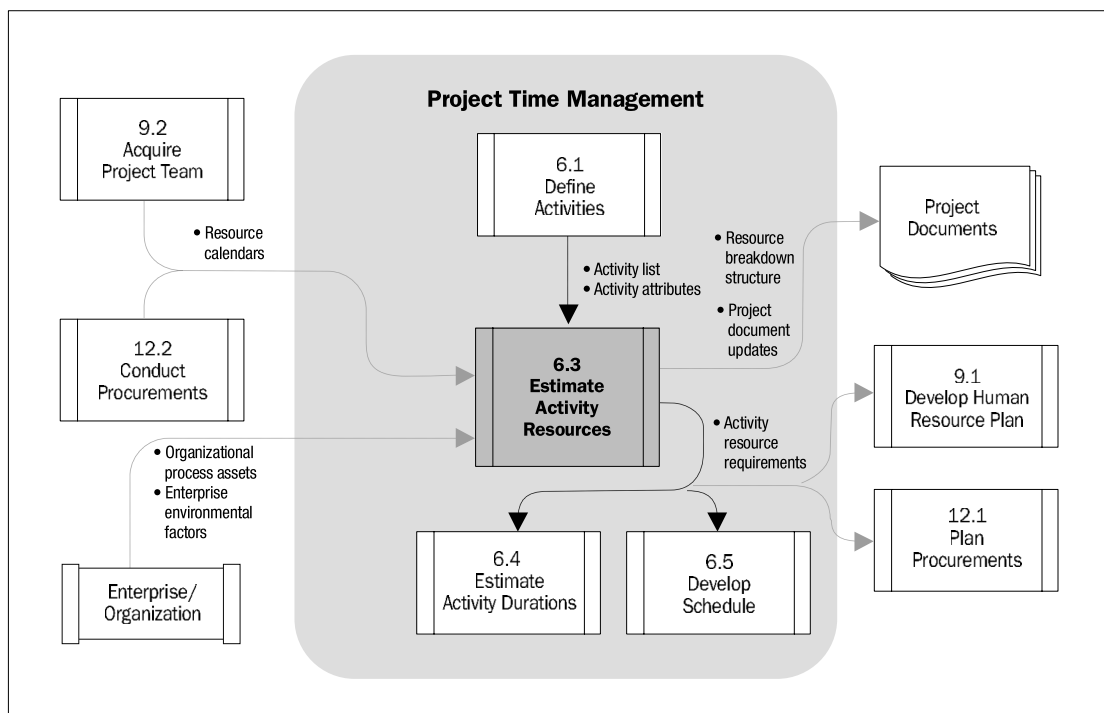 Project Time Management
9.2
Acquire
Project Team
6.1
Define
Activities
Project
Documents
• Resource
calendars
• Resource
breakdown
structure
• Project
document
updates
• Activity list
• Activity attributes
12.2
Conduct
Procurements
6.3
Estimate
Activity
Resources
9.1
Develop Human
Resource Plan
• Activity
resource
requirements
• Organizational
process assets
• Enterprise
environmental
factors
12.1
Plan
Procurements
6.4
Estimate
Activity Durations
6.5
Develop
Schedule
Enterprise/
Organization